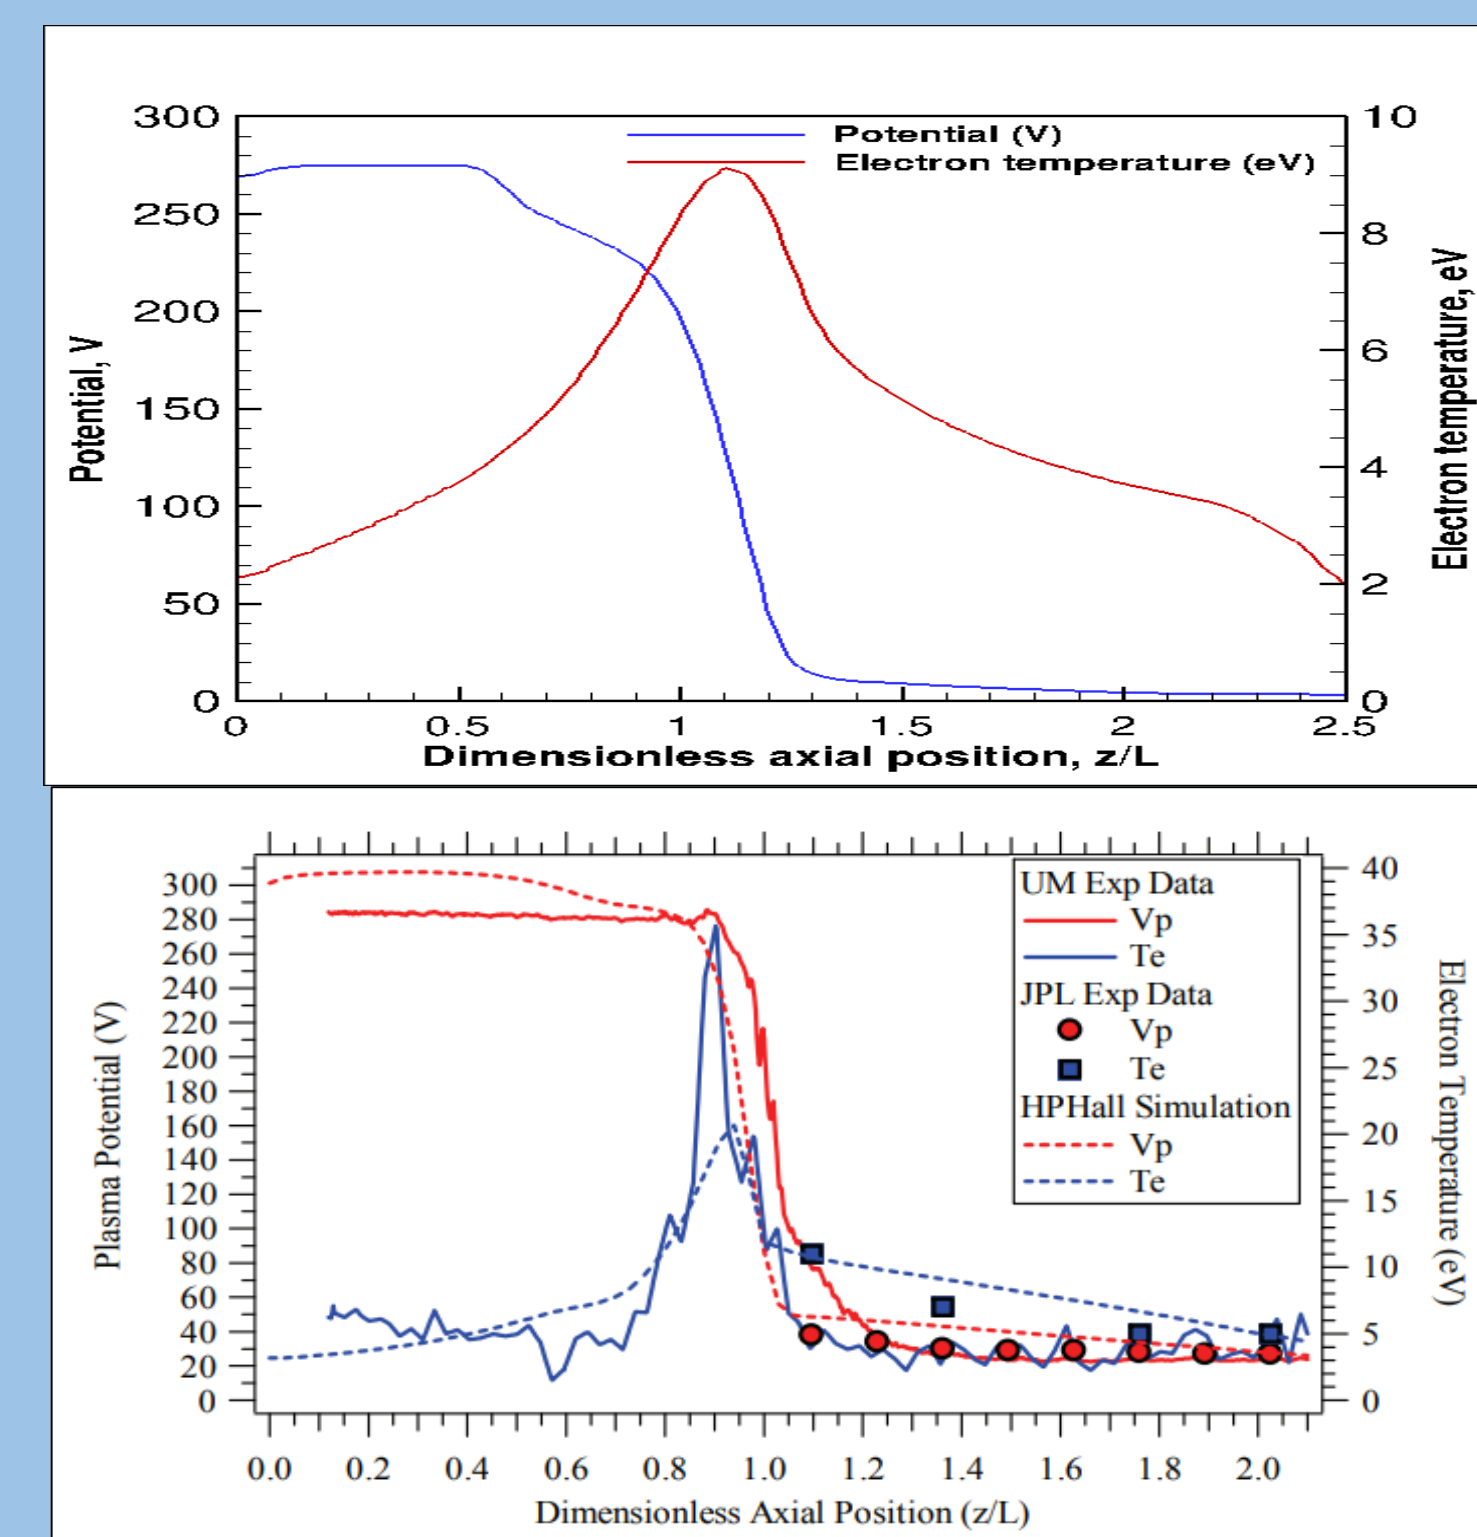 300
250
200
150
100
50
0
Potential, V
Potential (V)
Electron temperature (eV)
10
8
6
4
2
0
Electron temperature, eV
0 0.5 1 1.5 2 2.5
Dimensionless axial position, z/L
300
280
260
240
220
200
180
160
140
120
100
80
60
40
20
0
Plasma Potential (V)
UM Exp Data
Vp
Te
JPL Exp Data
Vp
Te
HPHall Simulation
Vp
Te
40
35
30
25
20
15
10
5
0
Electron Temperature (eV)
0.0 0.2 0.4 0.6 0.8 1.0 1.2 1.4 1.6 1.8 2.0
Dimensionless Axial Position (z/L)